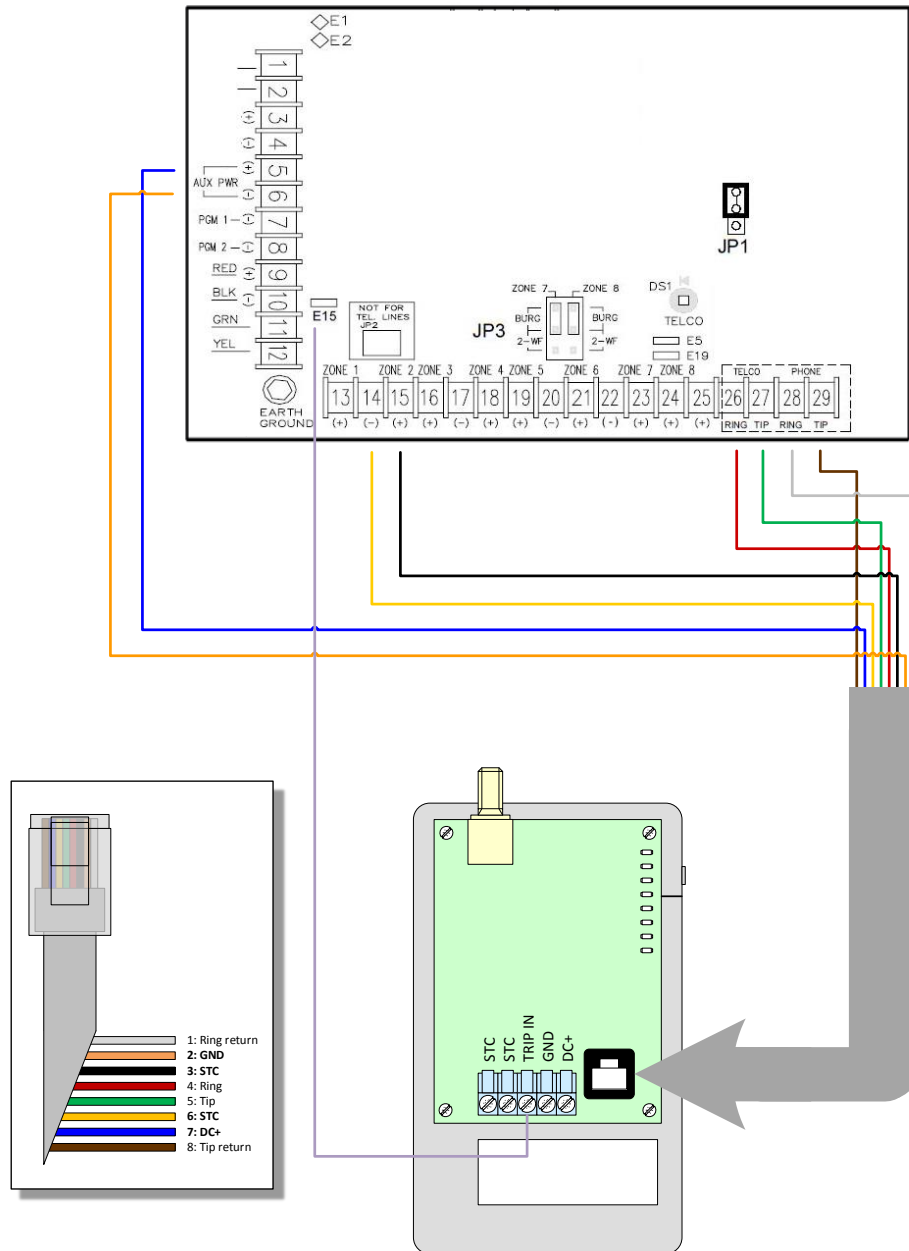 E1
E2
1
2
(+) 3
(-) 4
AUX PWR
(+) 5
(-) 6
PGM 1 (-) 7
PGM 2 (-) 8
RED (+) 9
BLK (-) 10
GRN 11
YEL 12
EARTH
GROUND
E15
NOT FOR
TEL. LINES
JP2
JP3
ZONE 7 ZONE 8
BURG BURG
2-WF 2-WF
DS1
TELCO
E5
E19
JP1
ZONE 1 ZONE 2 ZONE 3 ZONE 4 ZONE 5 ZONE 6 ZONE 7 ZONE 8 TELCO PHONE
13 14 15 16 17 18 19 20 21 22 23 24 25 26 27 28 29
(+) (-) (+) (+) (-) (+) (+) (-) (+) (-) (+) (+) (+) RING TIP RING TIP
1: Ring return
2: GND
3: STC
4: Ring
5: Tip
6: STC
7: DC+
8: Tip return
STC
STC
TRIP IN
GND
DC+